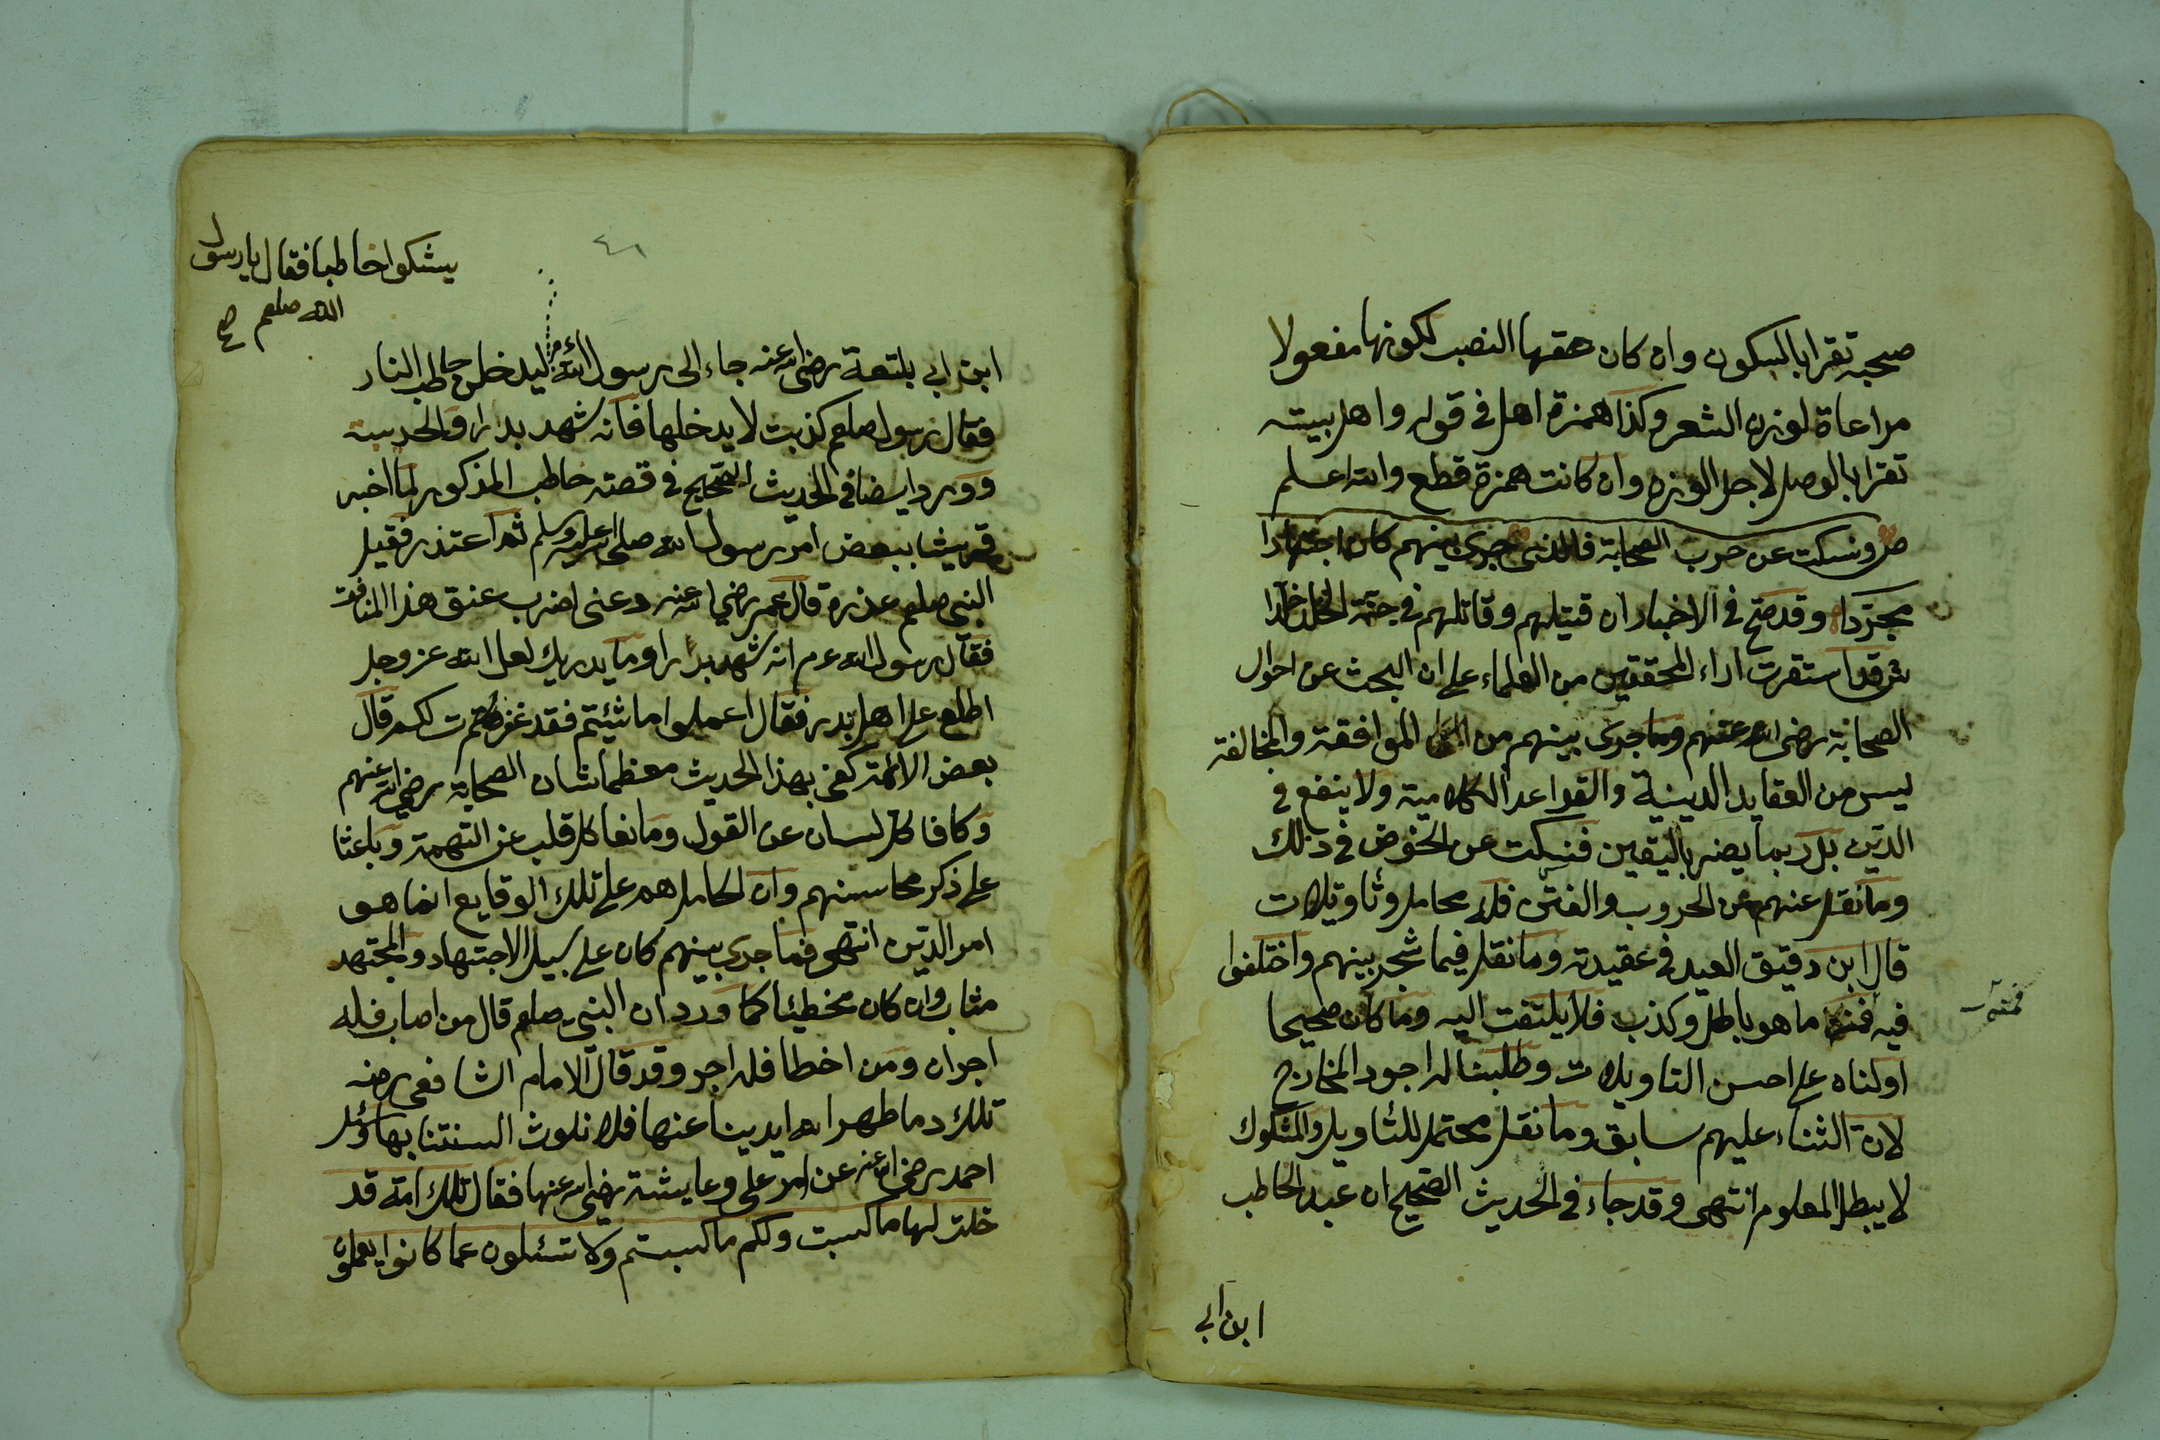 صحبه تقرا بالسكون وان كان حقها النصب لكونها مفعولا
مراعاة لوزن الشعر وكذا همزة اهل في قوله واهل بيته
تقرا بالوصل لاجل الوزن وان كانت همزة قطع والله اعلم
ص ونسكت عن حرب الصحابة فالذي جرى بينهم كان اجتهادا
مجردا وقد صح في الاخبار ان قتيلهم وقاتلهم في جنة الخلد خلدا
ش قد استقرت اراء المحققين من العلماء على ان البحث عن احوال
الصحابة رضي الله عنهم وما جرى بينهم من الموافقة والمخالفة
ليس من العقايد الدينية والقواعد الكلامية ولا ينفع في
الدين بل ربما يضر باليقين فنسكت عن الخوض في ذلك
وما نقل عنهم من الحروب والفتن فله محامل وتاويلات
قال ابن دقيق العيد في عقيدته وما نقل فيما شجر بينهم واختلفوا
فيه فمنه ما هو باطل وكذب فلا يلتفت اليه وما كان صحيحا
فمنه
اولناه على احسن التاويلات وطلبنا له اجود المخارج
لان الثناء عليهم سابق وما نقل محتمل للتاويل والمشكوك
لا يبطل المعلوم انتهى وقد جاء في الحديث الصحيح ان عبد الحاطب
ابن ابي
٤٦
يشكوا حاطبا فقال يا رسول
الله صلعم صح
ابن ابي بلتعة رضي الله عنه جاء الى رسول الله ليدخلن حاطب النار
فقال رسول صلعم كذبت لا يدخلها فانه شهد بدرا والحديبية
وورد ايضا في الحديث الصحيح في قصته حاطب المذكور لما اخبر
قريشا ببعض امر رسول الله صلى الله عليه وسلم ثم اعتذر فقبل
النبي صلعم عذره قال عمر رضي الله عنه دعني اضرب عنق هذا المنافق
فقال رسول الله عم انه شهد بدرا وما يدريك لعل الله عز وجل
اطلع على اهل بدر فقال اعملوا ما شئتم فقد غفرت لكم قال
بعض الائمة كفى بهذا الحديث معظما شان الصحابة رضي الله عنهم
وكافا كل لسان عن القول ومانعا كل قلب عن التهمة وباعثا
على ذكر محاسنهم وان الحامل لهم على تلك الوقايع انما هو
امر الدين انتهى فما جرى بينهم كان على سبيل الاجتهاد والمجتهد
مثاب وان كان مخطيئا كما ورد ان النبي صلعم قال من اصاب فله
اجران ومن اخطا فله اجر وقد قال الامام الشافعي رضه
تلك دما طهر الله ايدينا عنها فلا نلوث السنتنا بها وسئل
احمد رضي الله عنه عن امر علي وعايشة رضي الله عنها فقال تلك امة قد
خلت لها ما كسبت ولكم ما كسبتم ولا تسئلون عما كانوا يعملون